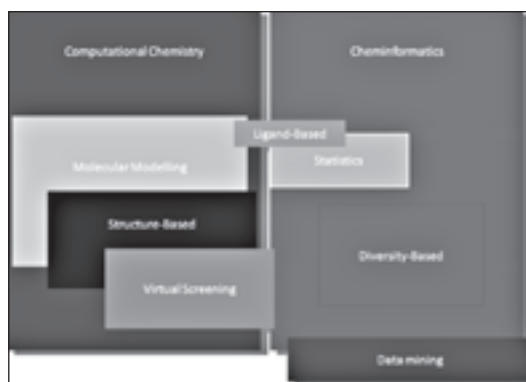 Computational Chemistry
Cheminformatics
Ligand-Based
Molecular Modelling
Statistics
Structure-Based
Diversity-Based
Virtual Screening
Data mining